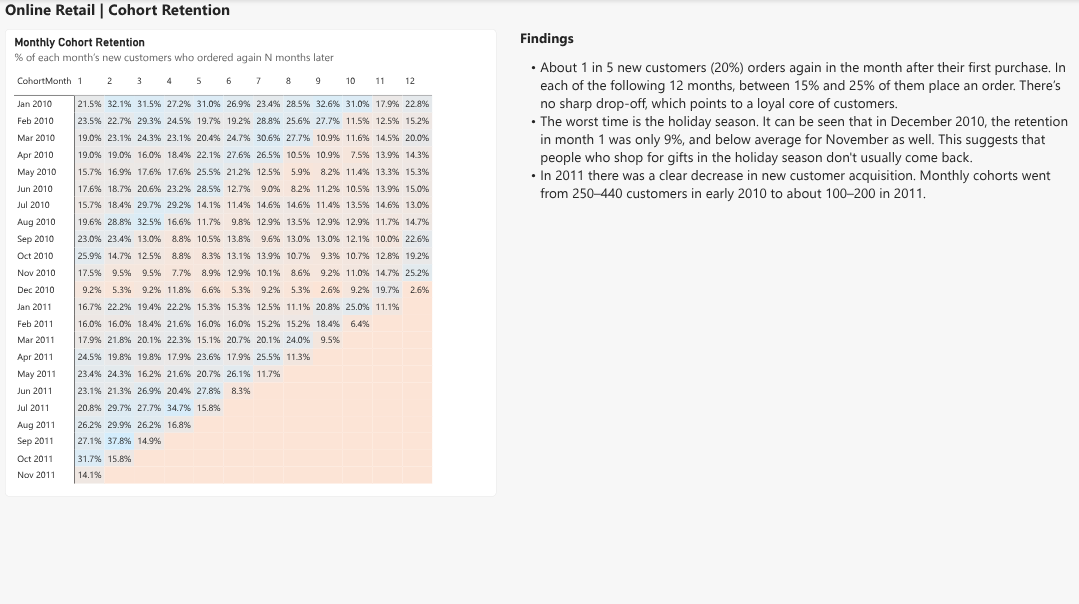 Online Retail | Cohort Retention
Monthly Cohort Retention
% of each month's new customers who ordered again N months later
CohortMonth 1 2 3 4 5 6 7 8 9 10 11 12
Jan 2010 21.5% 32.1% 31.5% 27.2% 31.0% 26.9% 23.4% 28.5% 32.6% 31.0% 17.9% 22.8%
Feb 2010 23.5% 22.7% 29.3% 24.5% 19.7% 19.2% 28.8% 25.6% 27.7% 11.5% 12.5% 15.2%
Mar 2010 19.0% 23.1% 24.3% 23.1% 20.4% 24.7% 30.6% 27.7% 10.9% 11.6% 14.5% 20.0%
Apr 2010 19.0% 19.0% 16.0% 18.4% 22.1% 27.6% 26.5% 10.5% 10.9% 7.5% 13.9% 14.3%
May 2010 15.7% 16.9% 17.6% 17.6% 25.5% 21.2% 12.5% 5.9% 8.2% 11.4% 13.3% 15.3%
Jun 2010 17.6% 18.7% 20.6% 23.2% 28.5% 12.7% 9.0% 8.2% 11.2% 10.5% 13.9% 15.0%
Jul 2010 15.7% 18.4% 29.7% 29.2% 14.1% 11.4% 14.6% 14.6% 11.4% 13.5% 14.6% 13.0%
Aug 2010 19.6% 28.8% 32.5% 16.6% 11.7% 9.8% 12.9% 13.5% 12.9% 12.9% 11.7% 14.7%
Sep 2010 23.0% 23.4% 13.0% 8.8% 10.5% 13.8% 9.6% 13.0% 13.0% 12.1% 10.0% 22.6%
Oct 2010 25.9% 14.7% 12.5% 8.8% 8.3% 13.1% 13.9% 10.7% 9.3% 10.7% 12.8% 19.2%
Nov 2010 17.5% 9.5% 9.5% 7.7% 8.9% 12.9% 10.1% 8.6% 9.2% 11.0% 14.7% 25.2%
Dec 2010 9.2% 5.3% 9.2% 11.8% 6.6% 5.3% 9.2% 5.3% 2.6% 9.2% 19.7% 2.6%
Jan 2011 16.7% 22.2% 19.4% 22.2% 15.3% 15.3% 12.5% 11.1% 20.8% 25.0% 11.1%
Feb 2011 16.0% 16.0% 18.4% 21.6% 16.0% 16.0% 15.2% 15.2% 18.4% 6.4%
Mar 2011 17.9% 21.8% 20.1% 22.3% 15.1% 20.7% 20.1% 24.0% 9.5%
Apr 2011 24.5% 19.8% 19.8% 17.9% 23.6% 17.9% 25.5% 11.3%
May 2011 23.4% 24.3% 16.2% 21.6% 20.7% 26.1% 11.7%
Jun 2011 23.1% 21.3% 26.9% 20.4% 27.8% 8.3%
Jul 2011 20.8% 29.7% 27.7% 34.7% 15.8%
Aug 2011 26.2% 29.9% 26.2% 16.8%
Sep 2011 27.1% 37.8% 14.9%
Oct 2011 31.7% 15.8%
Nov 2011 14.1%
Findings
• About 1 in 5 new customers (20%) orders again in the month after their first purchase. In
each of the following 12 months, between 15% and 25% of them place an order. There's
no sharp drop-off, which points to a loyal core of customers.
• The worst time is the holiday season. It can be seen that in December 2010, the retention
in month 1 was only 9%, and below average for November as well. This suggests that
people who shop for gifts in the holiday season don't usually come back.
• In 2011 there was a clear decrease in new customer acquisition. Monthly cohorts went
from 250–440 customers in early 2010 to about 100–200 in 2011.